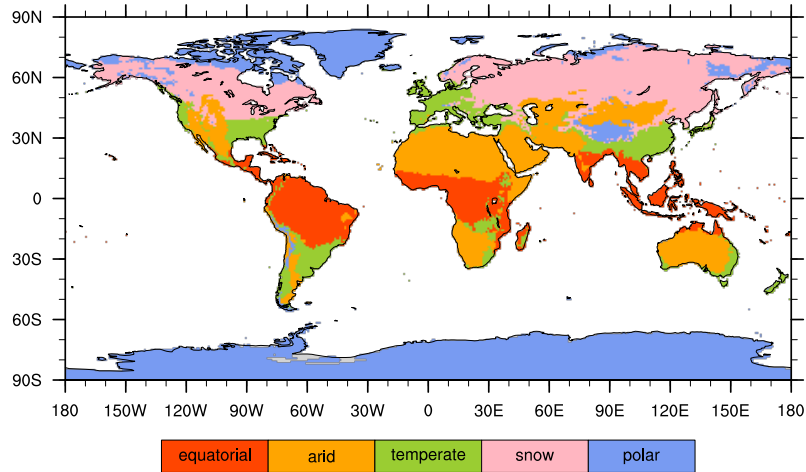 90N
60N
30N
0
30S
60S
90S
180 150W 120W 90W 60W 30W 0 30E 60E 90E 120E 150E 180
equatorial arid temperate snow polar